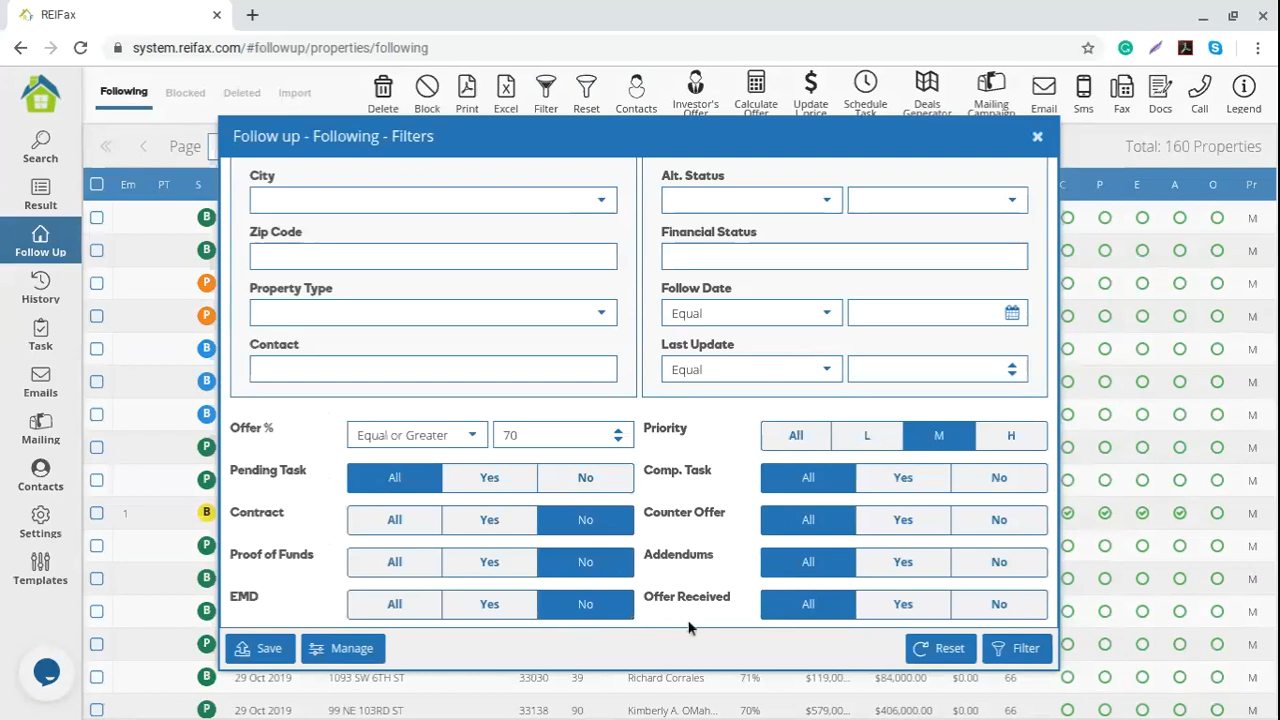 REIFax
system.reifax.com/#followup/properties/following
Following Blocked Deleted Import
Delete Block Print Excel Filter Reset Contacts Investor's Offer Calculate Offer Update Lprice Schedule Task Deals Generator Mailing Campaign Email Sms Fax Docs Call Legend
Search
Result
Follow Up
History
Task
Emails
Mailing
Contacts
Settings
Templates
Page
Total: 160 Properties
Em PT S C P E A O Pr
Follow up - Following - Filters
City
Alt. Status
Zip Code
Financial Status
Property Type
Follow Date
Equal
Contact
Last Update
Equal
Offer % Equal or Greater 70 Priority All L M H
Pending Task All Yes No Comp. Task All Yes No
Contract All Yes No Counter Offer All Yes No
Proof of Funds All Yes No Addendums All Yes No
EMD All Yes No Offer Received All Yes No
Save Manage Reset Filter
B M
B M
P M
P M
B M
B M
B M
P M
P M
1 B M
P M
P M
B M
P M
B 29 Oct 2019 1093 SW 6TH ST 33030 39 Richard Corrales 71% $119,00... $84,000.00 $0.00 66 M
P 29 Oct 2019 99 NE 103RD ST 33138 90 Kimberly A. OMah... 70% $579,00... $406,000.00 $0.00 66 M